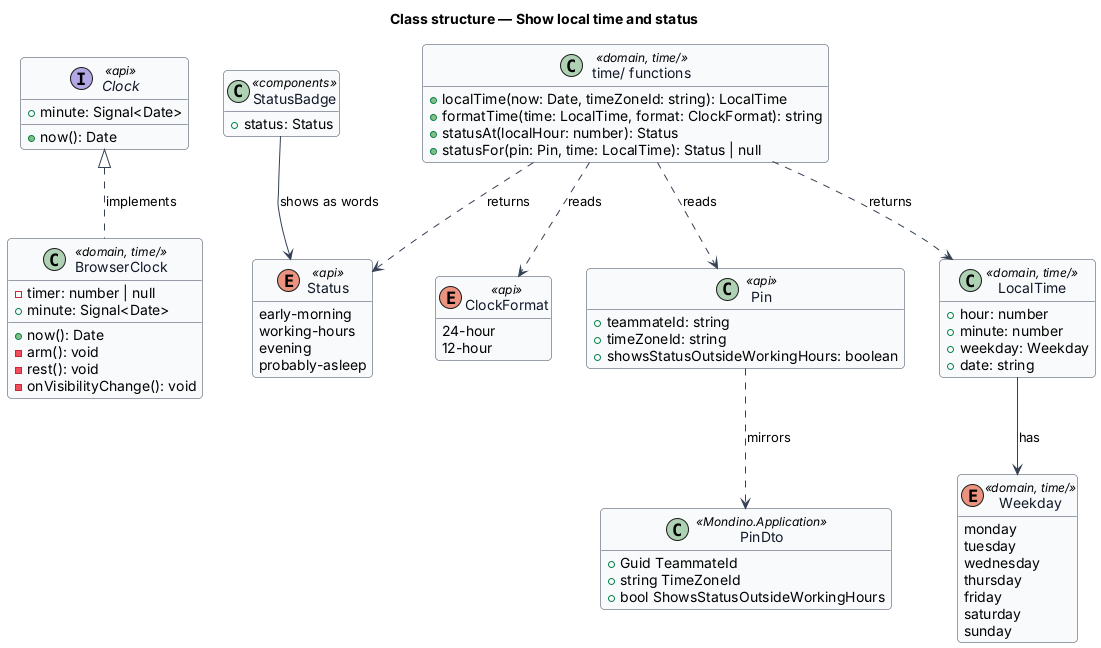 Class structure — Show local time and status
«api»
Clock
minute: Signal<Date>
now(): Date
«components»
StatusBadge
status: Status
«domain, time/»
time/ functions
localTime(now: Date, timeZoneId: string): LocalTime
formatTime(time: LocalTime, format: ClockFormat): string
statusAt(localHour: number): Status
statusFor(pin: Pin, time: LocalTime): Status | null
implements
shows as words
returns
reads
reads
returns
«domain, time/»
BrowserClock
timer: number | null
minute: Signal<Date>
now(): Date
arm(): void
rest(): void
onVisibilityChange(): void
«api»
Status
early-morning
working-hours
evening
probably-asleep
«api»
ClockFormat
24-hour
12-hour
«api»
Pin
teammateId: string
timeZoneId: string
showsStatusOutsideWorkingHours: boolean
«domain, time/»
LocalTime
hour: number
minute: number
weekday: Weekday
date: string
mirrors
has
«Mondino.Application»
PinDto
Guid TeammateId
string TimeZoneId
bool ShowsStatusOutsideWorkingHours
«domain, time/»
Weekday
monday
tuesday
wednesday
thursday
friday
saturday
sunday